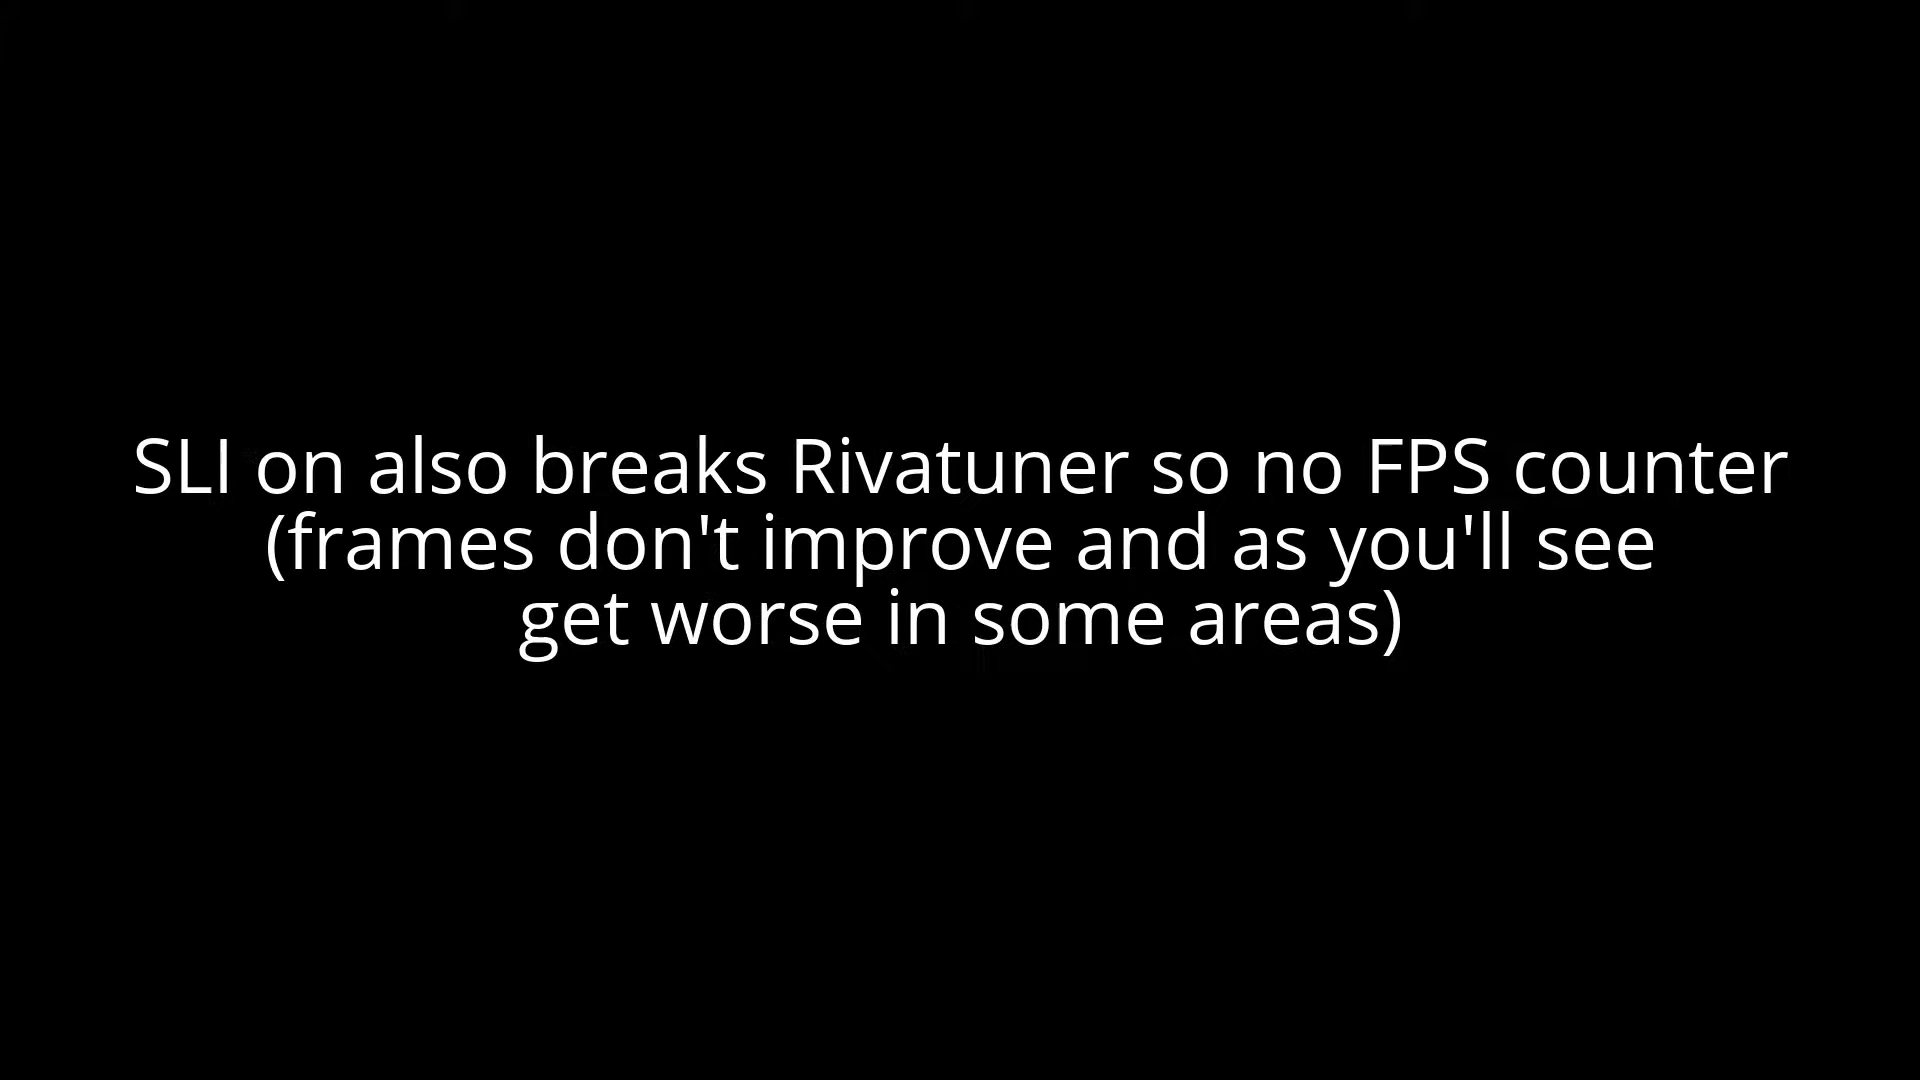 SLI on also breaks Rivatuner so no FPS counter
(frames don't improve and as you'll see
get worse in some areas)